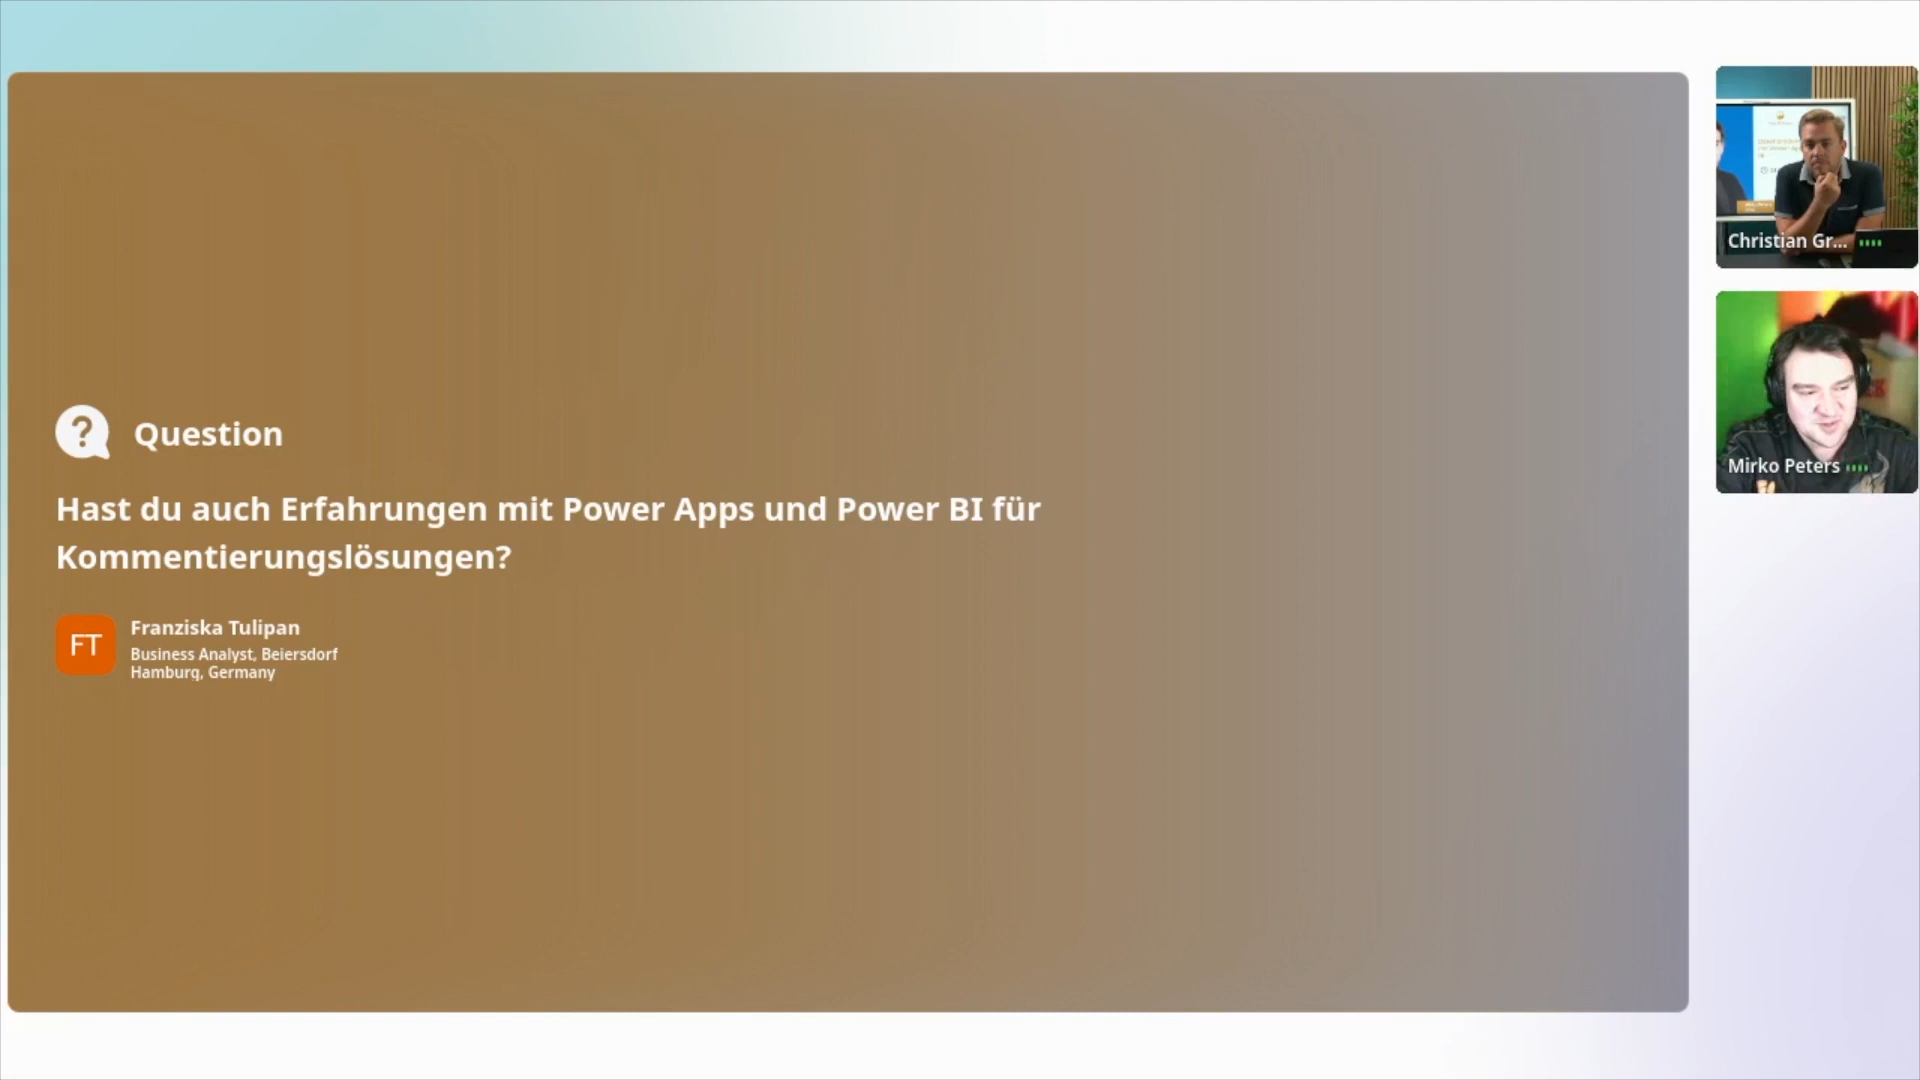 Question
Hast du auch Erfahrungen mit Power Apps und Power BI für
Kommentierungslösungen?
FT
Franziska Tulipan
Business Analyst, Beiersdorf
Hamburg, Germany
Christian Gr...
Mirko Peters